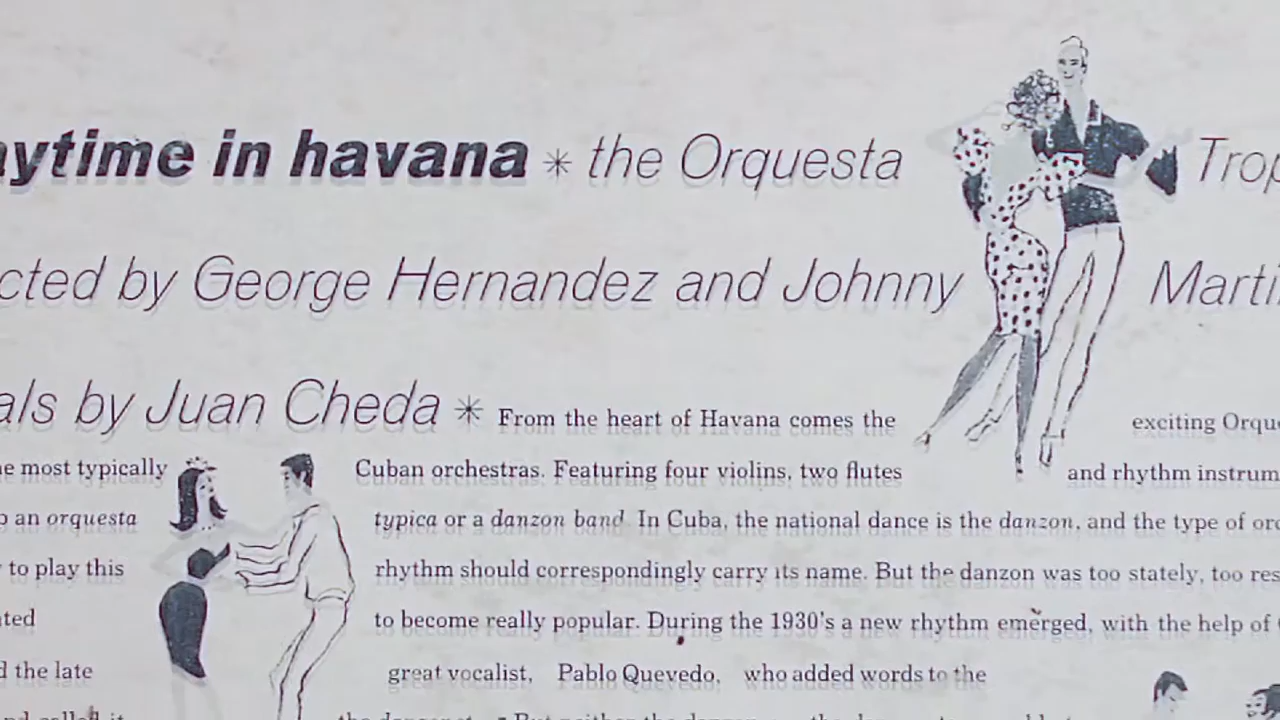 ytime in havana * the Orquesta Trop
cted by George Hernandez and Johnny Marti
als by Juan Cheda * From the heart of Havana comes the exciting Orqu
e most typically Cuban orchestras. Featuring four violins, two flutes and rhythm instrum
an orquesta typica or a danzon band In Cuba, the national dance is the danzon, and the type of or
to play this rhythm should correspondingly carry its name. But the danzon was too stately, too res
ted to become really popular. During the 1930's a new rhythm emerged, with the help of
d the late great vocalist, Pablo Quevedo, who added words to the